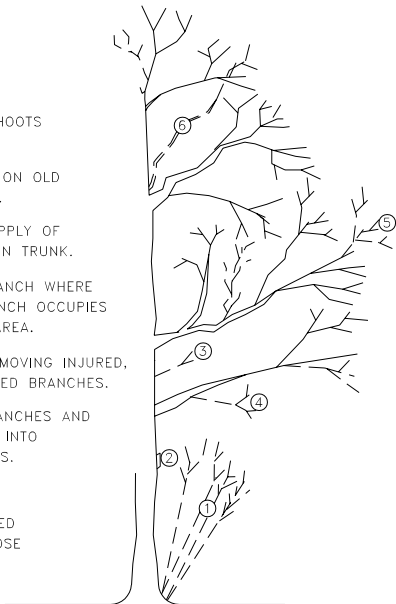 HOOTS
ON OLD
.
PPLY OF
N TRUNK.
ANCH WHERE
NCH OCCUPIES
AREA.
MOVING INJURED,
ED BRANCHES.
ANCHES AND
INTO
S.
ED
OSE
6
5
3
4
2
1